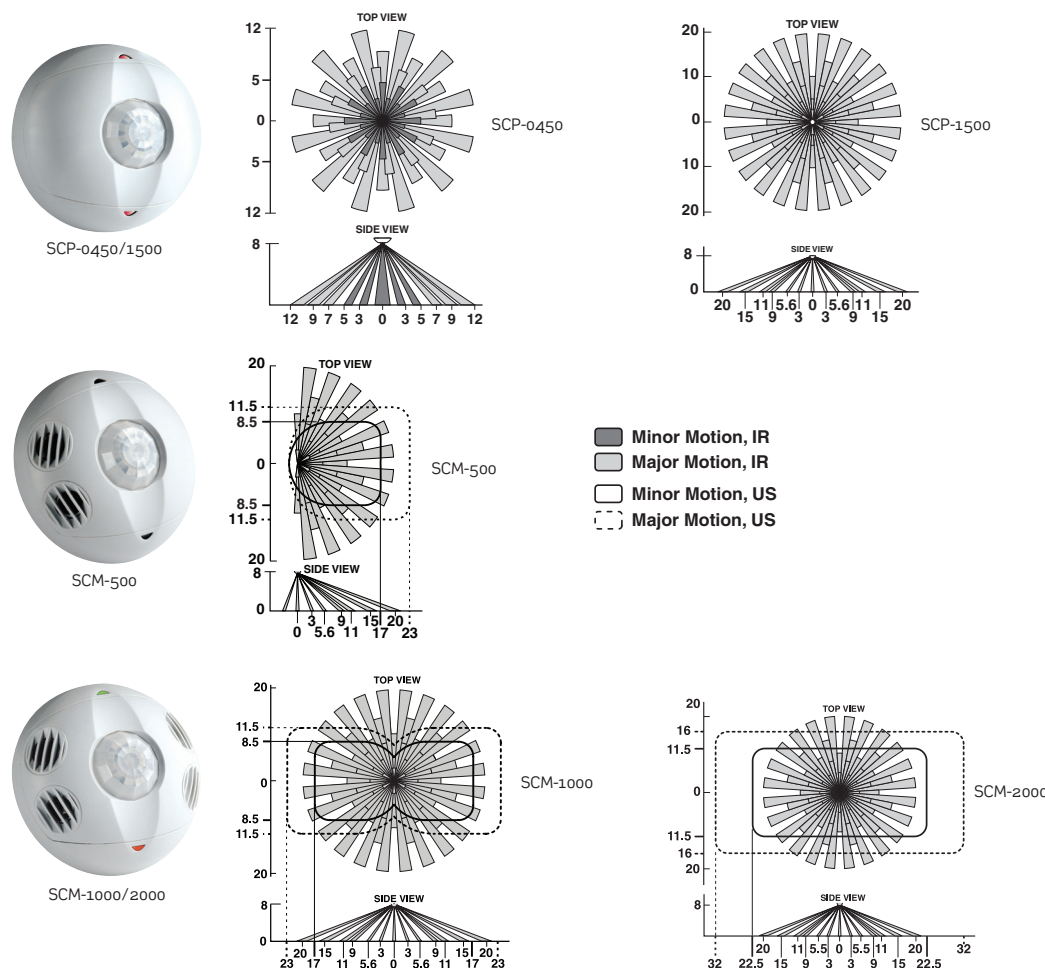 SCP-0450/1500
TOP VIEW
12
5
0
5
12
SCP-0450
SIDE VIEW
8
12 9 7 5 3 0 3 5 7 9 12
TOP VIEW
20
10
0
10
20
SCP-1500
SIDE VIEW
8
0
20 11 5.6 0 5.6 11 20
15 9 3 3 9 15
SCM-500
TOP VIEW
20
11.5
8.5
0
8.5
11.5
20
SCM-500
SIDE VIEW
8
0
3 9 15 20
0 5.6 11 17 23
Minor Motion, IR
Major Motion, IR
Minor Motion, US
Major Motion, US
SCM-1000/2000
TOP VIEW
20
11.5
8.5
0
8.5
11.5
20
SCM-1000
SIDE VIEW
8
0
20 15 9 3 3 9 15 20
23 17 11 5.6 0 5.6 11 17 23
TOP VIEW
20
16
11.5
0
11.5
16
20
SCM-2000
SIDE VIEW
8
20 11 5.5 0 5.5 11 20 32
32 22.5 15 9 3 3 9 15 22.5 32